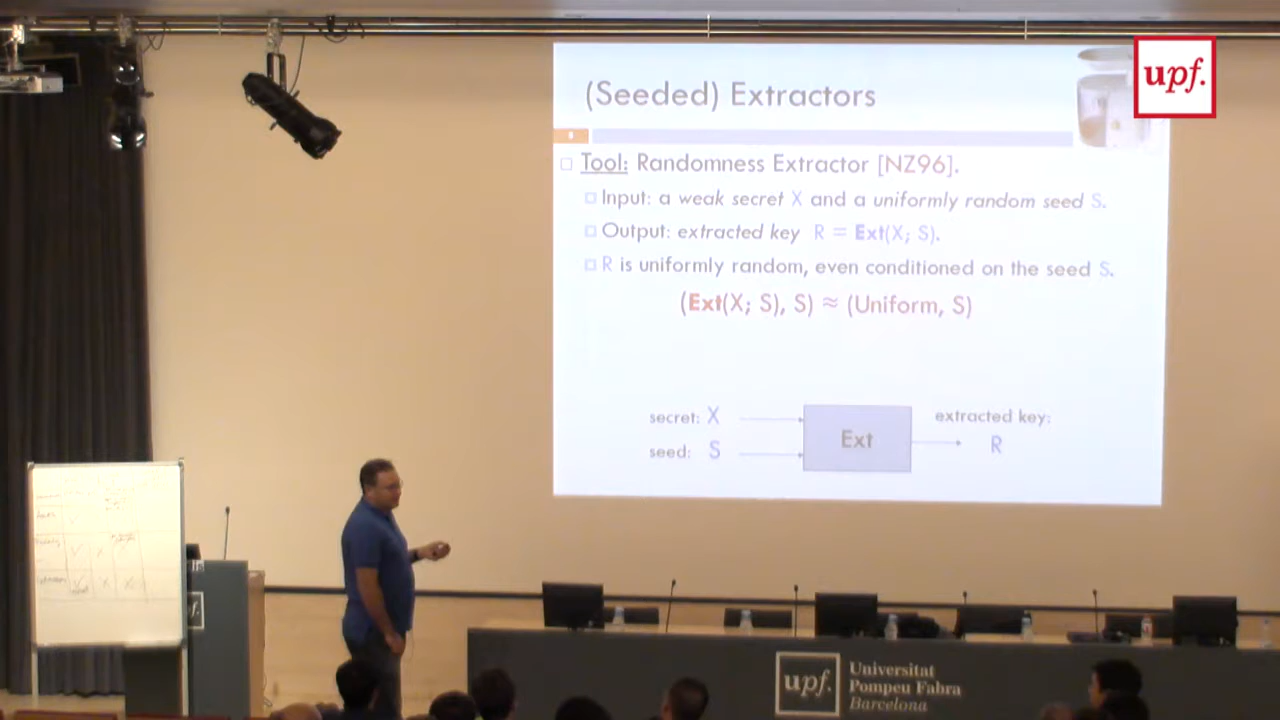 (Seeded) Extractors
8
Tool: Randomness Extractor [NZ96].
Input: a weak secret X and a uniformly random seed S.
Output: extracted key R = Ext(X; S).
R is uniformly random, even conditioned on the seed S.
(Ext(X; S), S) ≈ (Uniform, S)
secret: X
seed: S
Ext
extracted key:
R
upf.
upf.
Universitat
Pompeu Fabra
Barcelona